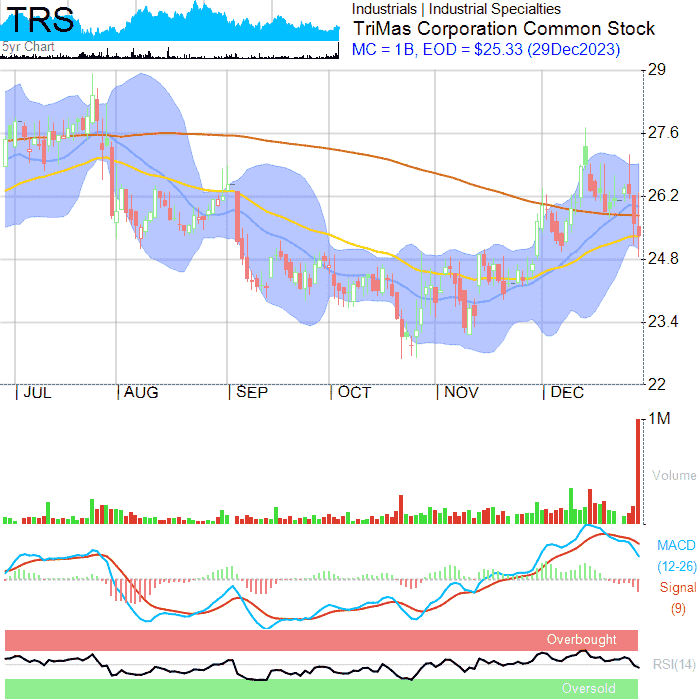 TRS
5yr Chart
Industrials | Industrial Specialties
TriMas Corporation Common Stock
MC = 1B, EOD = $25.33 (29Dec2023)
29
27.6
26.2
24.8
23.4
22
JUL AUG SEP OCT NOV DEC
1M
Volume
MACD
(12-26)
Signal
(9)
Overbought
RSI(14)
Oversold